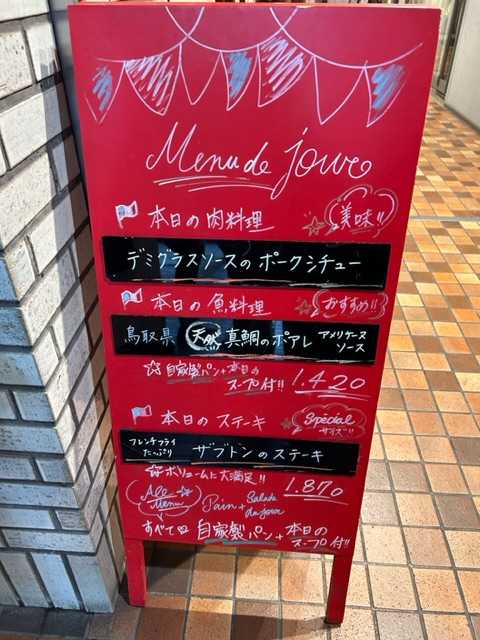 Menu de jour
本日の肉料理
美味!!
デミグラスソースの ポークシチュー
本日の魚料理
おすすめ!!
鳥取県 天然 真鯛のポアレ アメリケーヌ
ソース
☆自家製パン+本日の
スープ付!! 1.420
本日の ステーキ
Special
サイズ!!
フレンチフライ
たっぷり
ザブトンのステーキ
☆ボリュームに大満足!! 1.870
All
Menu
Pain + Salade
du jour
すべて 自家製パン+本日の
スープ付!!